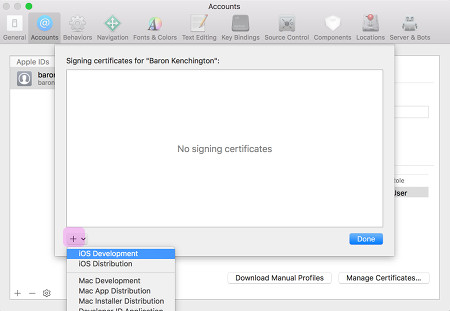 Accounts
General Accounts Behaviors Navigation Fonts & Colors Text Editing Key Bindings Source Control Components Locations Server & Bots
Apple IDs
Signing certificates for "Baron Kenchington":
baro
baron
No signing certificates
ole
User
+
Done
iOS Development
iOS Distribution
Mac Development
Mac App Distribution
Mac Installer Distribution
Developer ID Application
Download Manual Profiles
Manage Certificates...
+ −